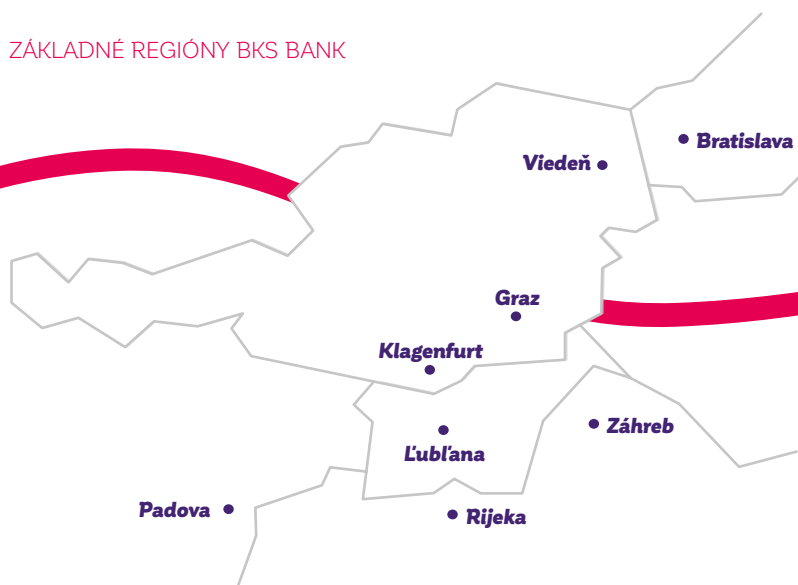 ZÁKLADNÉ REGIÓNY BKS BANK
Bratislava
Viedeň
Graz
Klagenfurt
Záhreb
Ľubľana
Padova
Rijeka